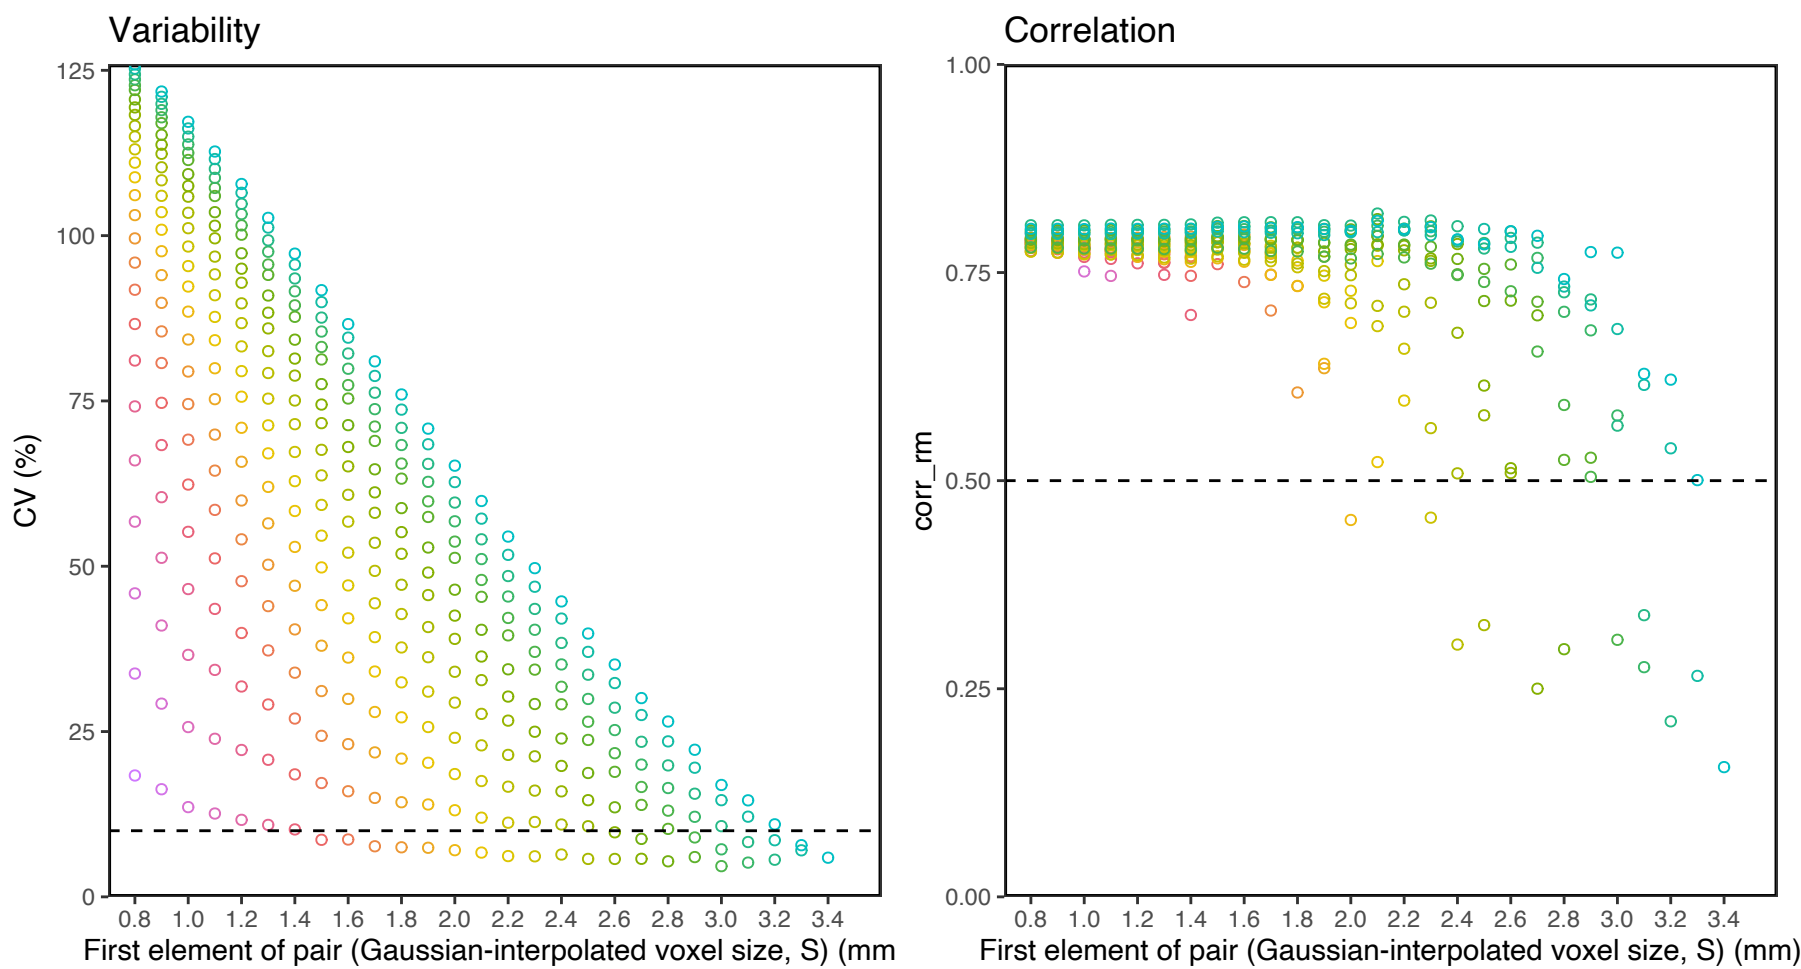 Variability
CV (%)
125
100
75
50
25
0
0.8 1.0 1.2 1.4 1.6 1.8 2.0 2.2 2.4 2.6 2.8 3.0 3.2 3.4
First element of pair (Gaussian-interpolated voxel size, S) (mm
Correlation
corr_rm
1.00
0.75
0.50
0.25
0.00
0.8 1.0 1.2 1.4 1.6 1.8 2.0 2.2 2.4 2.6 2.8 3.0 3.2 3.4
First element of pair (Gaussian-interpolated voxel size, S) (mm)